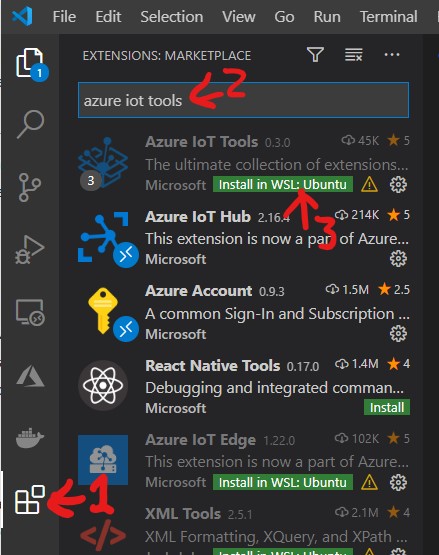 File Edit Selection View Go Run Terminal
EXTENSIONS: MARKETPLACE
1
azure iot tools 2
Azure IoT Tools 0.3.0 45K 5
The ultimate collection of extensions...
3 Microsoft Install in WSL: Ubuntu
3
Azure IoT Hub 2.16.4 214K 5
This extension is now a part of Azure...
Microsoft
Azure Account 0.9.3 1.5M 2.5
A common Sign-In and Subscription ...
Microsoft
React Native Tools 0.17.0 1.4M 4
Debugging and integrated comman...
Microsoft Install
Azure IoT Edge 1.22.0 102K 5
This extension is now a part of Azure...
Microsoft Install in WSL: Ubuntu
1
XML Tools 2.5.1 2.1M 4
XML Formatting, XQuery, and XPath ...